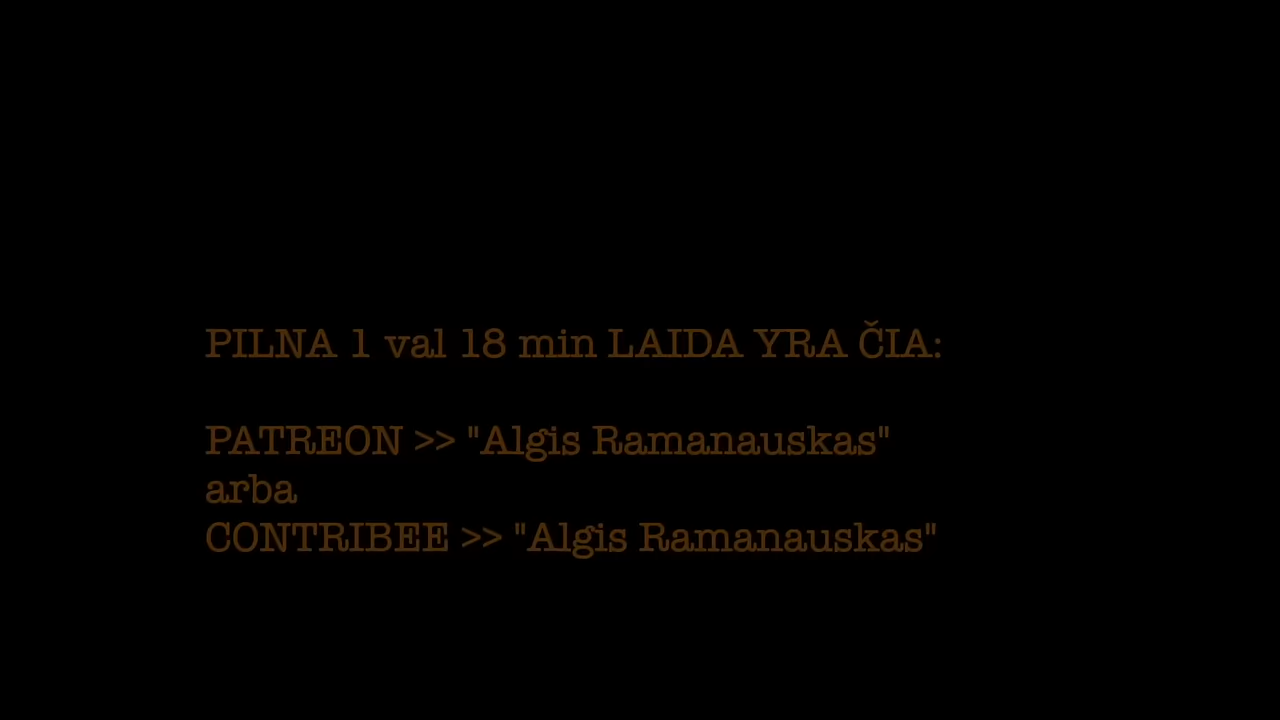 PILNA 1 val 18 min LAIDA YRA ČIA:
PATREON >> "Algis Ramanauskas"
arba
CONTRIBEE >> "Algis Ramanauskas"